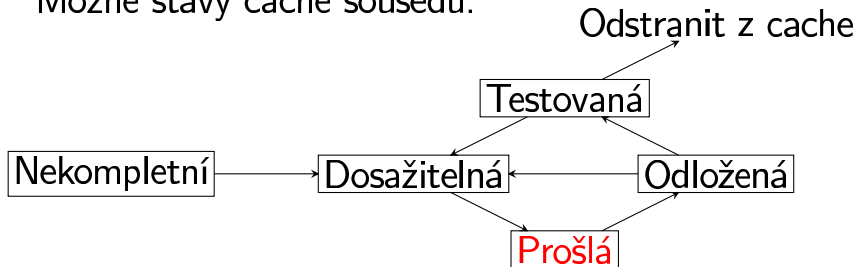 Možné stavy cache sousedů:
Odstranit z cache
Testovaná
Nekompletní
Dosažitelná
Odložená
Prošlá